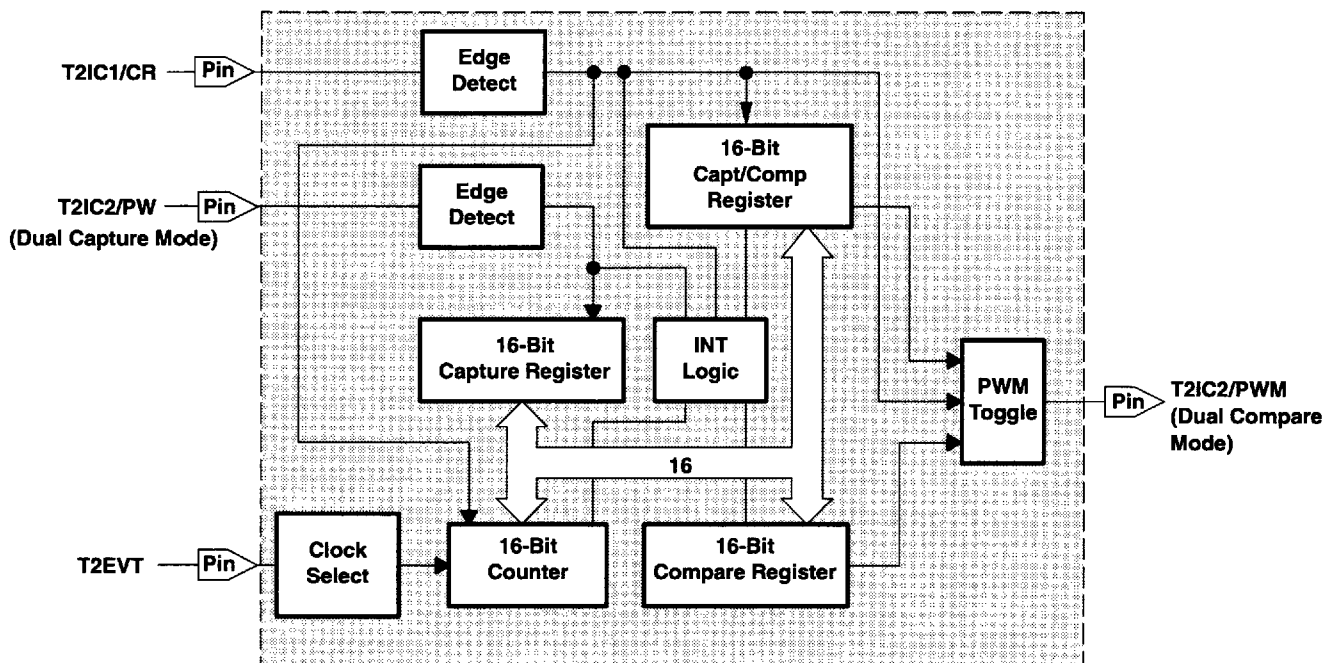 T2IC1/CR
Pin
Edge
Detect
16-Bit
Capt/Comp
Register
T2IC2/PW
(Dual Capture Mode)
Pin
Edge
Detect
16-Bit
Capture Register
INT
Logic
PWM
Toggle
Pin
T2IC2/PWM
(Dual Compare
Mode)
16
T2EVT
Pin
Clock
Select
16-Bit
Counter
16-Bit
Compare Register